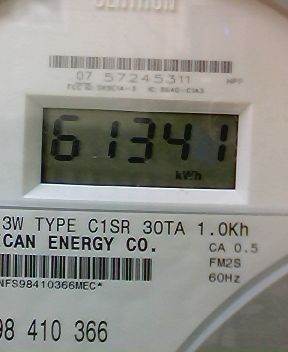 CENTRON
07 57245311
61341
kWh
3W TYPE C1SR 30TA 1.0Kh
CAN ENERGY CO.
CA 0.5
FM2S
60Hz
NFS98410366MEC*
98 410 366